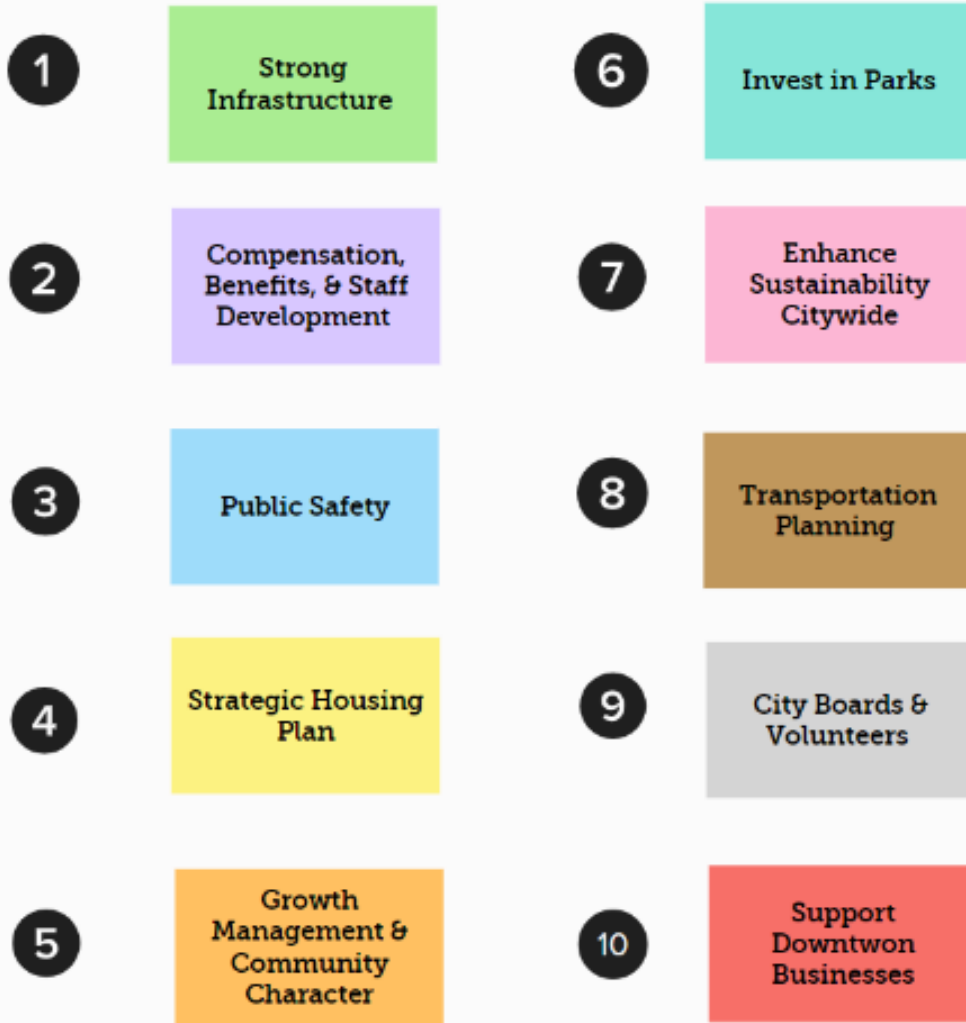 1
Strong
Infrastructure
2
Compensation,
Benefits, & Staff
Development
3
Public Safety
4
Strategic Housing
Plan
5
Growth
Management &
Community
Character
6
Invest in Parks
7
Enhance
Sustainability
Citywide
8
Transportation
Planning
9
City Boards &
Volunteers
10
Support
Downtwon
Businesses